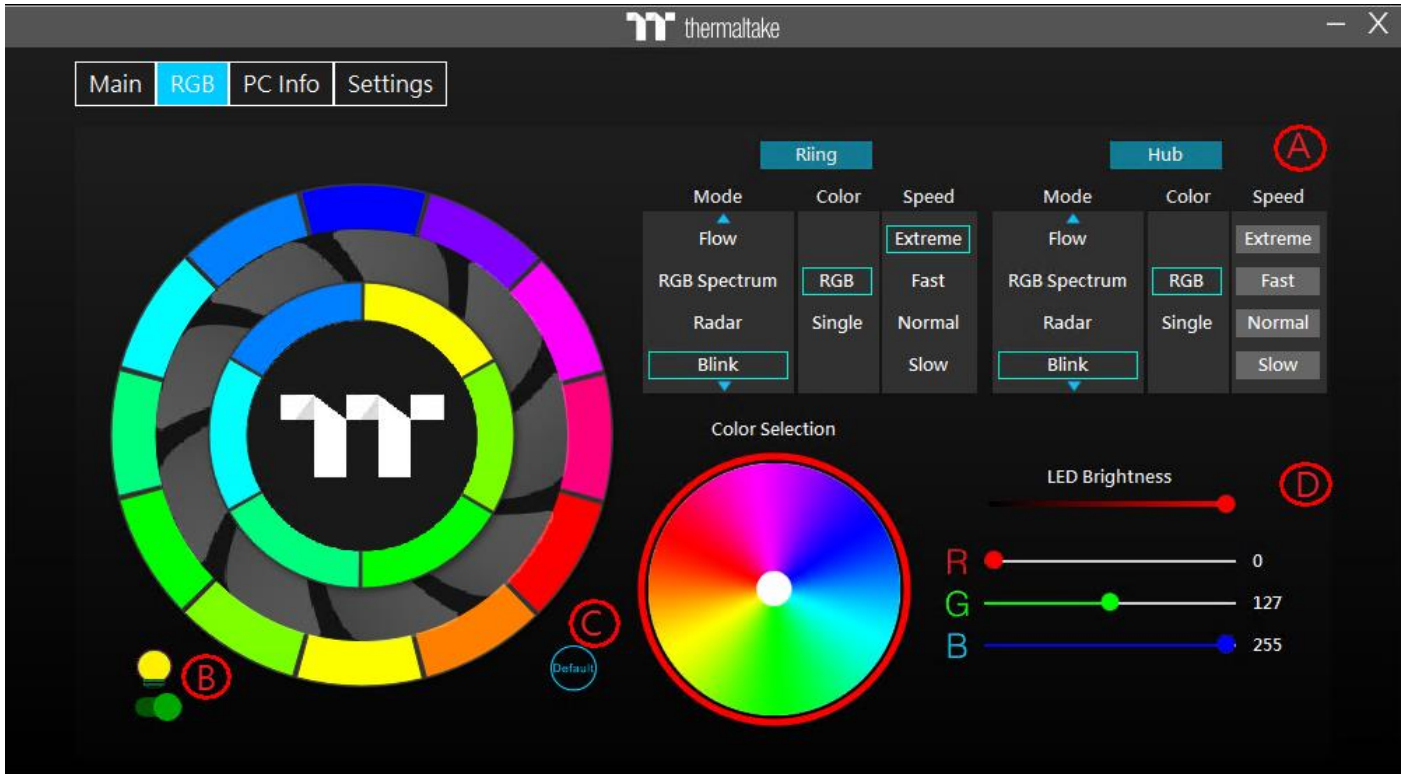 thermaltake
Main RGB PC Info Settings
A
Riing Hub
Mode Color Speed Mode Color Speed
Flow Extreme Flow Extreme
RGB Spectrum RGB Fast RGB Spectrum RGB Fast
Radar Single Normal Radar Single Normal
Blink Slow Blink Slow
Color Selection
LED Brightness D
R 0
G 127
B 255
C
Default
B